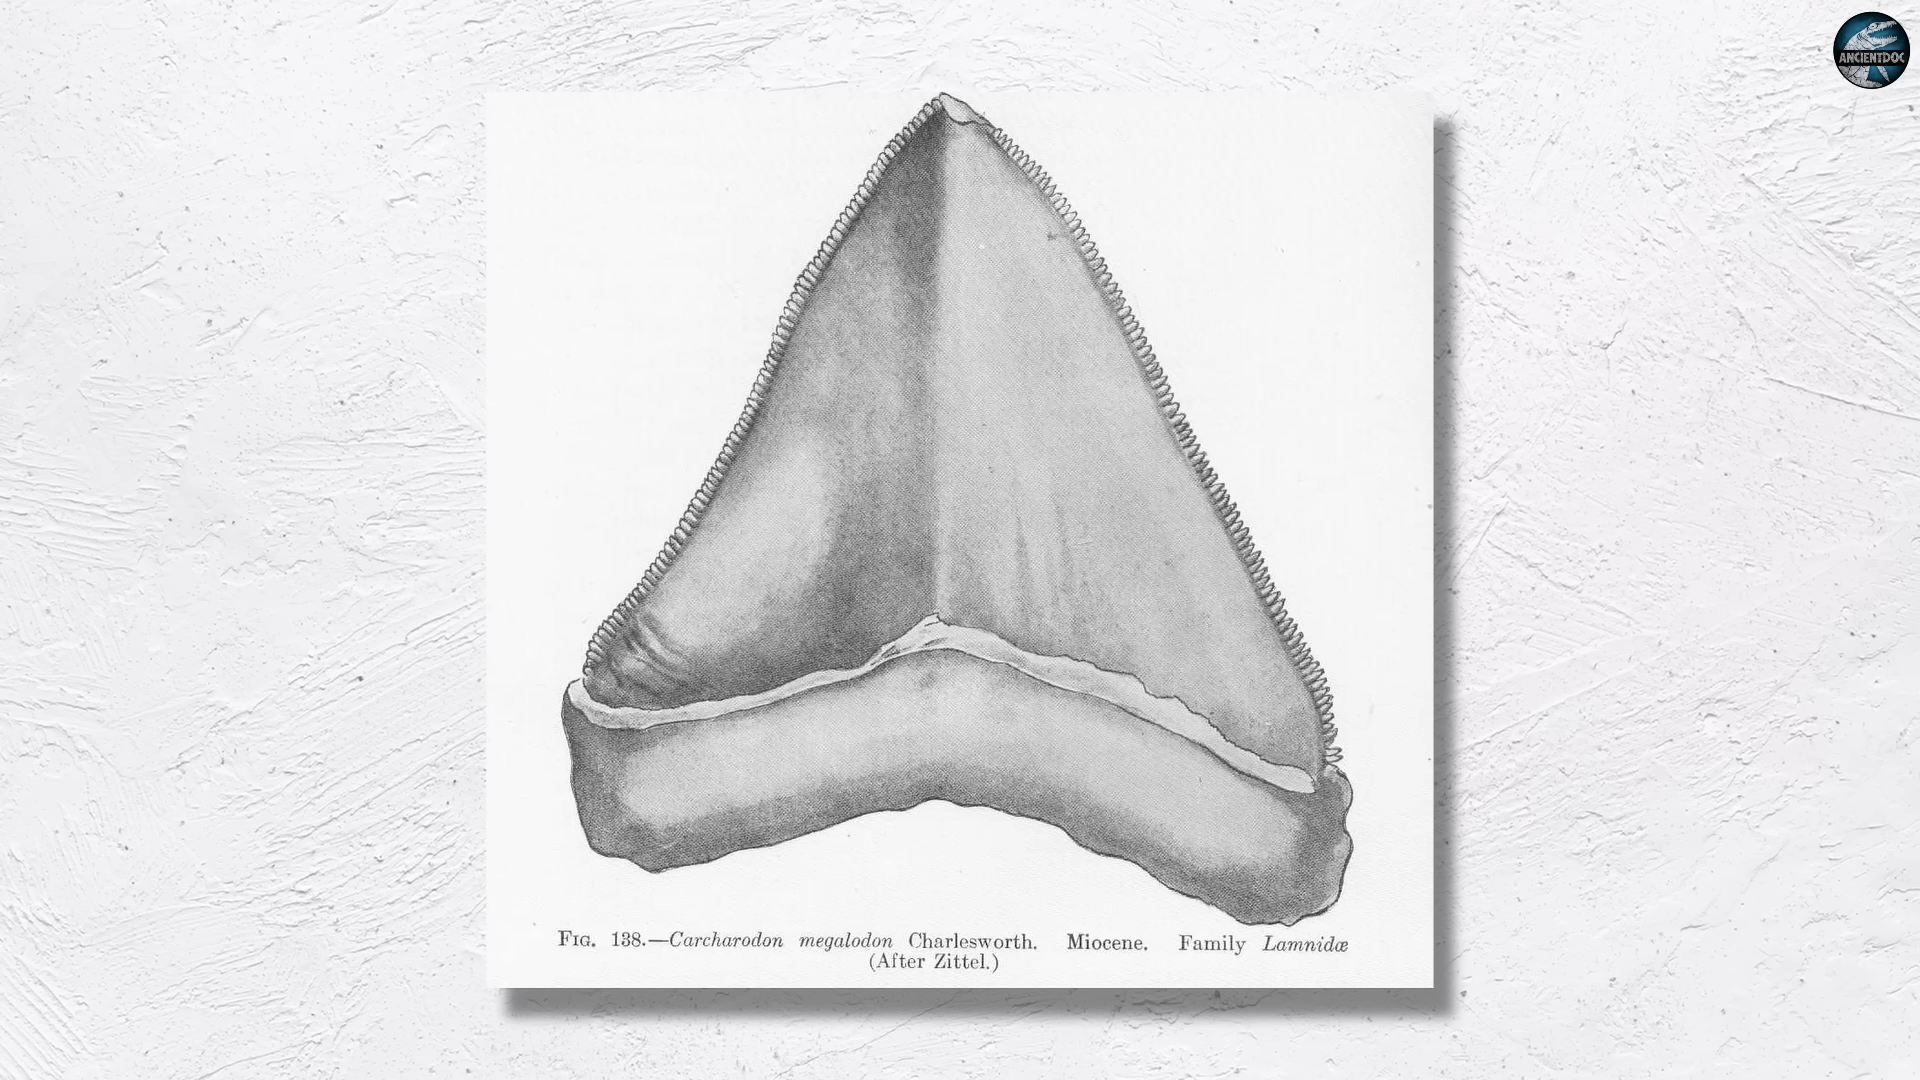 ANCIENTDOC
FIG. 138.—Carcharodon megalodon Charlesworth. Miocene. Family Lamnidæ
(After Zittel.)